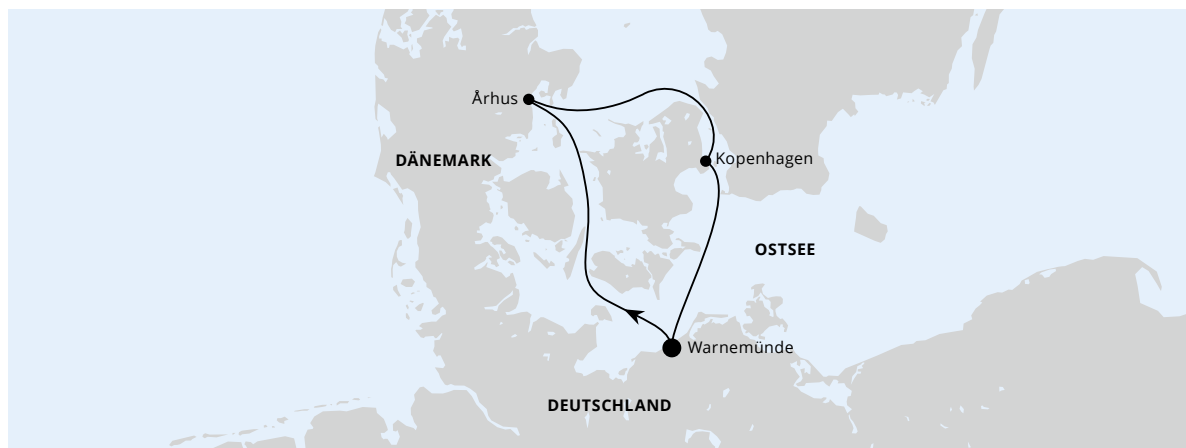 Århus
Kopenhagen
DÄNEMARK
OSTSEE
Warnemünde
DEUTSCHLAND